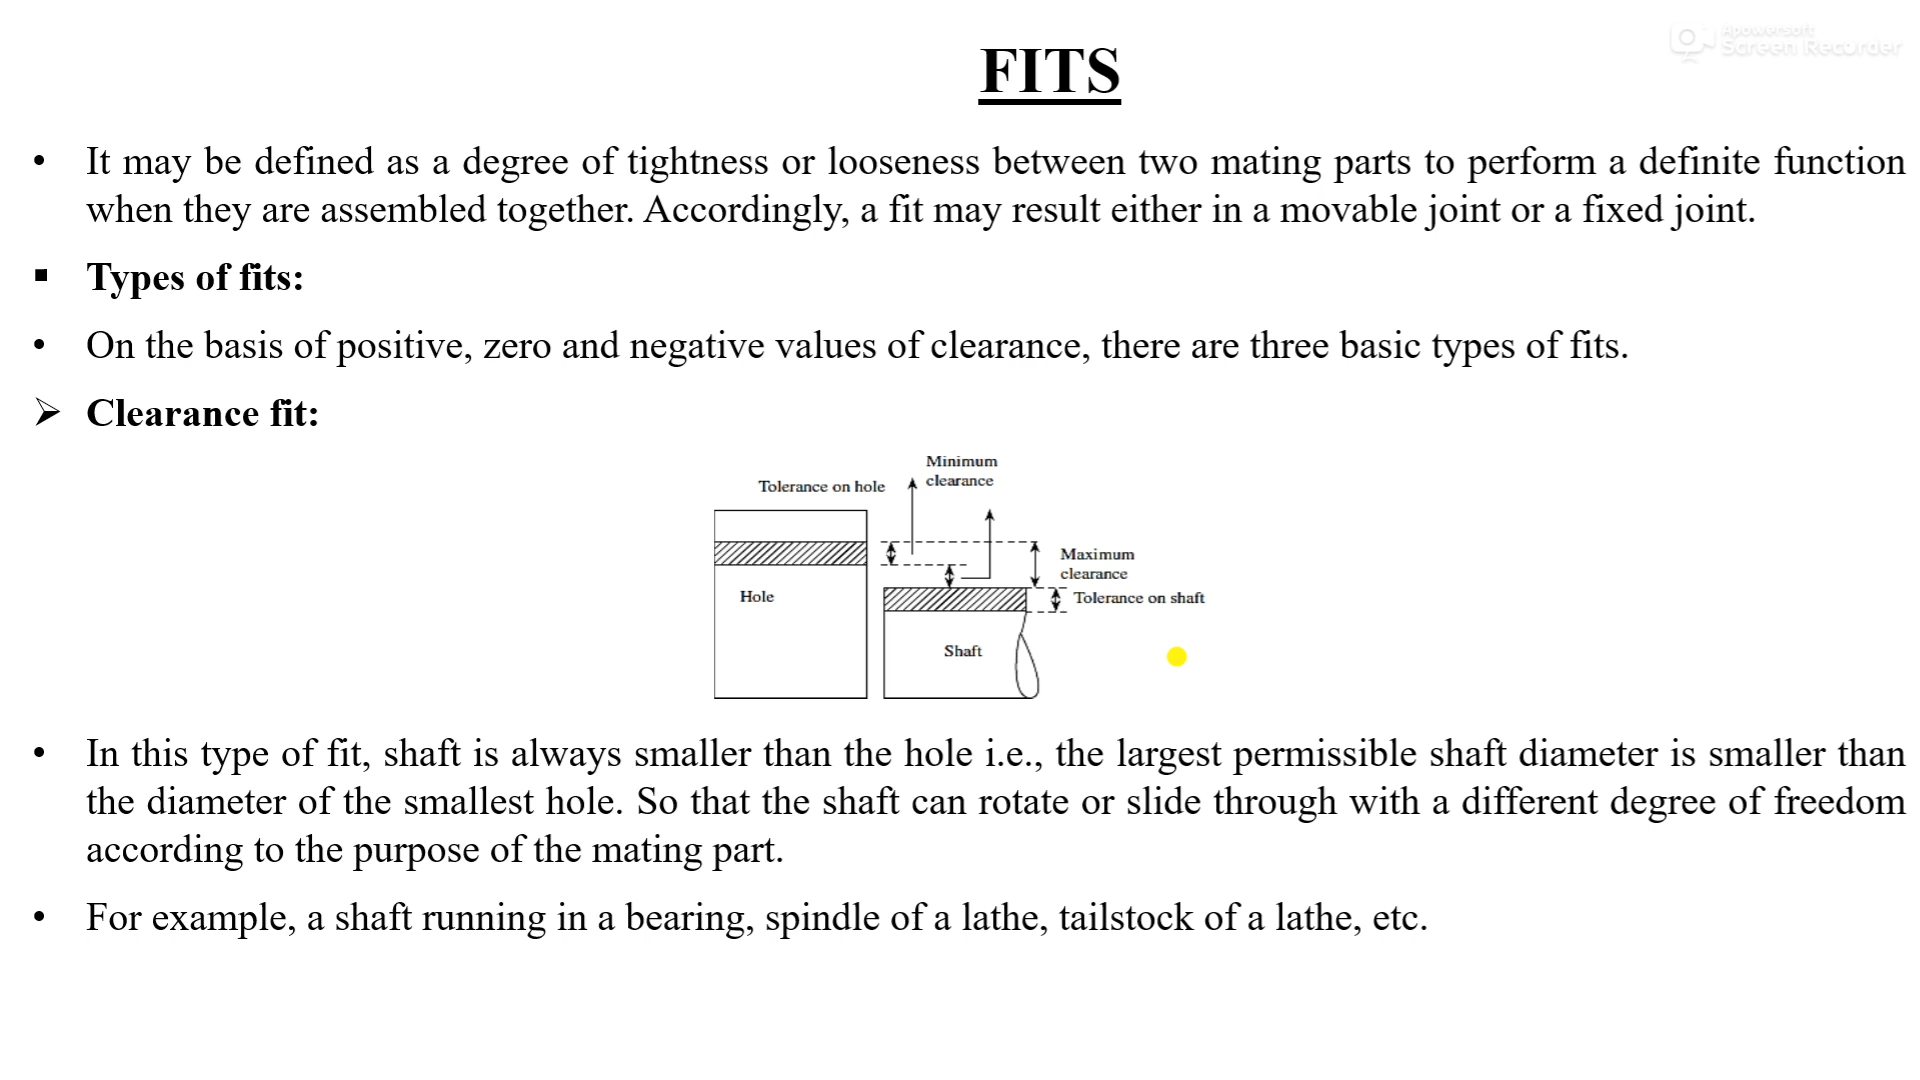 Apowersoft
Screen Recorder
FITS
• It may be defined as a degree of tightness or looseness between two mating parts to perform a definite function
when they are assembled together. Accordingly, a fit may result either in a movable joint or a fixed joint.
▪ Types of fits:
• On the basis of positive, zero and negative values of clearance, there are three basic types of fits.
➢ Clearance fit:
Minimum
clearance
Tolerance on hole
Maximum
clearance
Hole
Tolerance on shaft
Shaft
• In this type of fit, shaft is always smaller than the hole i.e., the largest permissible shaft diameter is smaller than
the diameter of the smallest hole. So that the shaft can rotate or slide through with a different degree of freedom
according to the purpose of the mating part.
• For example, a shaft running in a bearing, spindle of a lathe, tailstock of a lathe, etc.